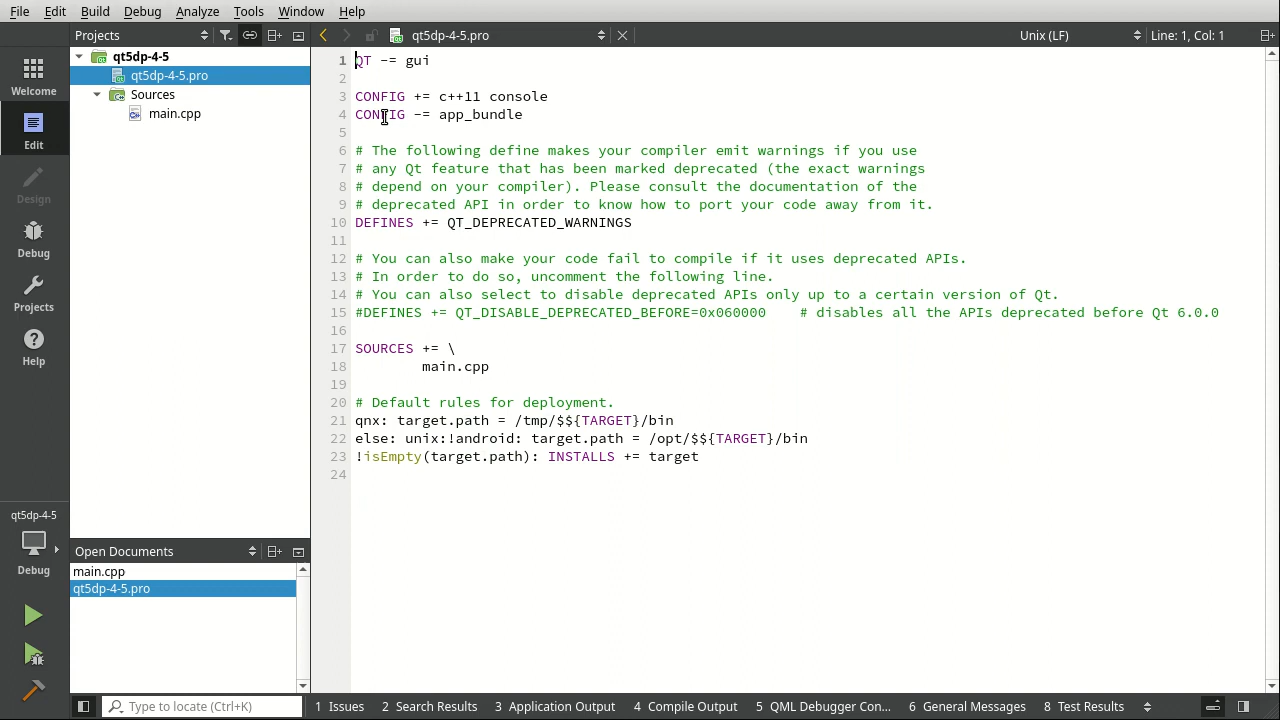 File Edit Build Debug Analyze Tools Window Help
Projects
qt5dp-4-5.pro
Unix (LF)
Line: 1, Col: 1
Welcome
Edit
Design
Debug
Projects
Help
qt5dp-4-5
Debug
qt5dp-4-5
qt5dp-4-5.pro
Sources
main.cpp
Open Documents
main.cpp
qt5dp-4-5.pro
1 QT -= gui
2
3 CONFIG += c++11 console
4 CONFIG -= app_bundle
5
6 # The following define makes your compiler emit warnings if you use
7 # any Qt feature that has been marked deprecated (the exact warnings
8 # depend on your compiler). Please consult the documentation of the
9 # deprecated API in order to know how to port your code away from it.
10 DEFINES += QT_DEPRECATED_WARNINGS
11
12 # You can also make your code fail to compile if it uses deprecated APIs.
13 # In order to do so, uncomment the following line.
14 # You can also select to disable deprecated APIs only up to a certain version of Qt.
15 #DEFINES += QT_DISABLE_DEPRECATED_BEFORE=0x060000    # disables all the APIs deprecated before Qt 6.0.0
16
17 SOURCES += \
18         main.cpp
19
20 # Default rules for deployment.
21 qnx: target.path = /tmp/$${TARGET}/bin
22 else: unix:!android: target.path = /opt/$${TARGET}/bin
23 !isEmpty(target.path): INSTALLS += target
24
Type to locate (Ctrl+K)
1 Issues
2 Search Results
3 Application Output
4 Compile Output
5 QML Debugger Con...
6 General Messages
8 Test Results